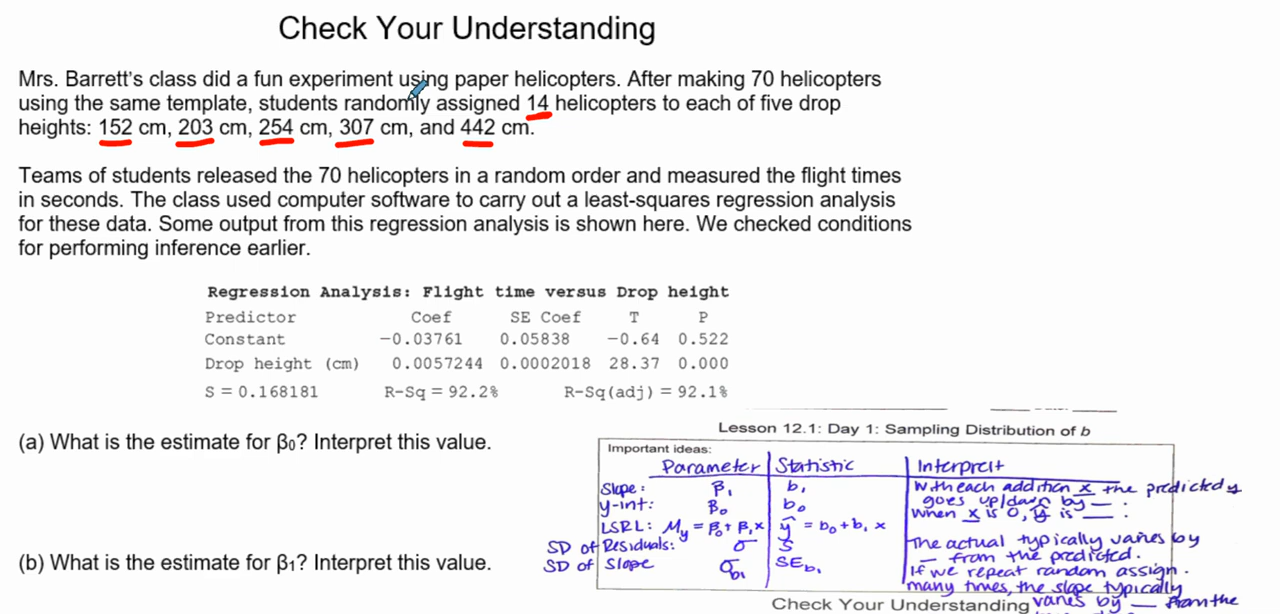 Check Your Understanding
Mrs. Barrett's class did a fun experiment using paper helicopters. After making 70 helicopters
using the same template, students randomly assigned 14 helicopters to each of five drop
heights: 152 cm, 203 cm, 254 cm, 307 cm, and 442 cm.
Teams of students released the 70 helicopters in a random order and measured the flight times
in seconds. The class used computer software to carry out a least-squares regression analysis
for these data. Some output from this regression analysis is shown here. We checked conditions
for performing inference earlier.
Regression Analysis: Flight time versus Drop height
Predictor Coef SE Coef T P
Constant −0.03761 0.05838 −0.64 0.522
Drop height (cm) 0.0057244 0.0002018 28.37 0.000
S = 0.168181 R-Sq = 92.2% R-Sq(adj) = 92.1%
(a) What is the estimate for β₀? Interpret this value.
(b) What is the estimate for β₁? Interpret this value.
Lesson 12.1: Day 1: Sampling Distribution of b
Important ideas:
Parameter Statistic Interpret
Slope: β₁ b₁ With each addition x the predicted y
goes up/down by __.
y-int: β₀ b₀ When x is 0, ŷ is __.
LSRL: μy = β₀ + β₁x ŷ = b₀ + b₁x
SD of Residuals: σ s The actual typically varies by
__ from the predicted.
SD of Slope σb₁ SEb₁ If we repeat random assign.
many times, the slope typically
varies by __ from the
Check Your Understanding